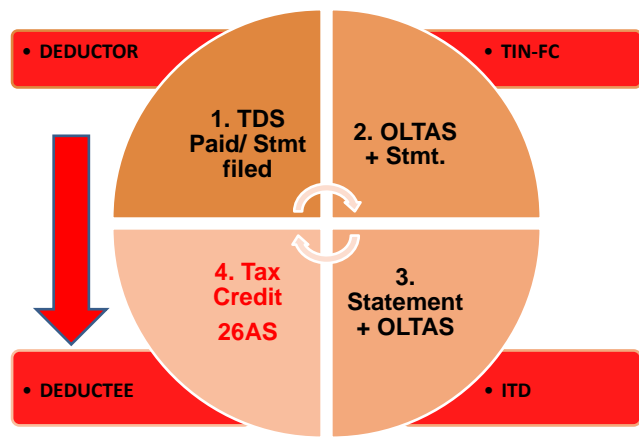 • DEDUCTOR
• TIN-FC
1. TDS
Paid/ Stmt
filed
2. OLTAS
+ Stmt.
4. Tax
Credit
26AS
3.
Statement
+ OLTAS
• DEDUCTEE
• ITD